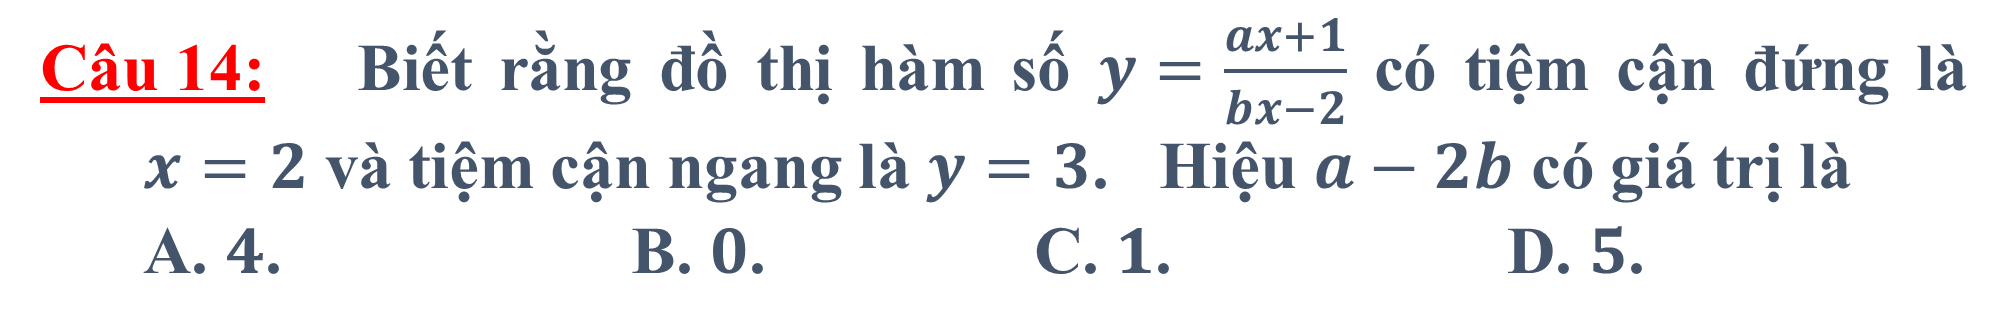 Câu 14: Biết rằng đồ thị hàm số y = \frac{ax+1}{bx-2} có tiệm cận đứng là
x = 2 và tiệm cận ngang là y = 3. Hiệu a − 2b có giá trị là
A. 4. B. 0. C. 1. D. 5.